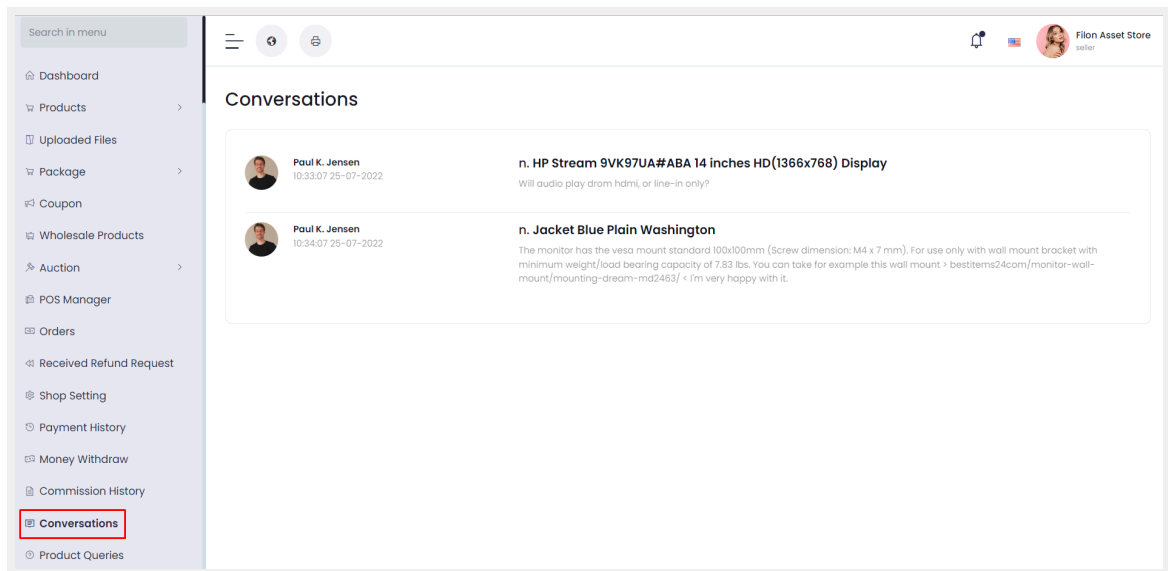 Search in menu
Dashboard
Products
Uploaded Files
Package
Coupon
Wholesale Products
Auction
POS Manager
Orders
Received Refund Request
Shop Setting
Payment History
Money Withdraw
Commission History
Conversations
Product Queries
Filon Asset Store
seller
Conversations
Paul K. Jensen
10:33:07 25-07-2022
n. HP Stream 9VK97UA#ABA 14 inches HD(1366x768) Display
Will audio play drom hdmi, or line-in only?
Paul K. Jensen
10:34:07 25-07-2022
n. Jacket Blue Plain Washington
The monitor has the vesa mount standard 100x100mm (Screw dimension: M4 x 7 mm). For use only with wall mount bracket with
minimum weight/load bearing capacity of 7.83 lbs. You can take for example this wall mount > bestitems24com/monitor-wall-
mount/mounting-dream-md2463/ < I'm very happy with it.